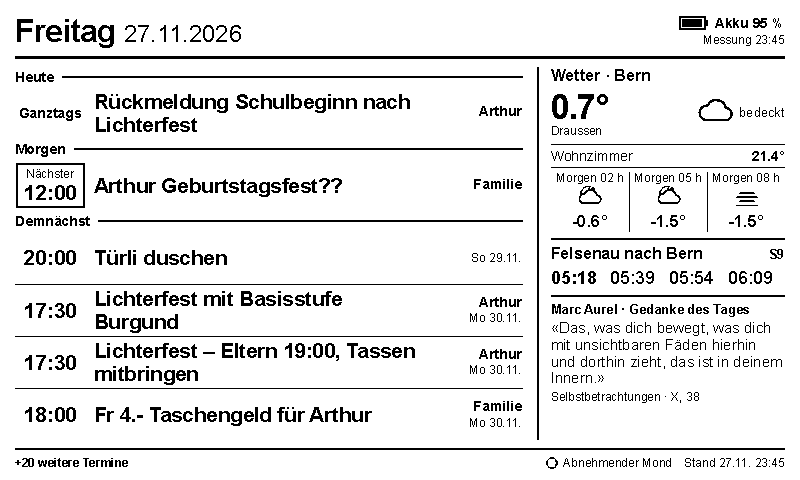 Freitag 27.11.2026
Akku 95 %
Messung 23:45
Heute
Ganztags
Rückmeldung Schulbeginn nach
Lichterfest
Arthur
Morgen
Nächster
12:00
Arthur Geburtstagsfest??
Familie
Demnächst
20:00
Türli duschen
So 29.11.
17:30
Lichterfest mit Basisstufe
Burgund
Arthur
Mo 30.11.
17:30
Lichterfest – Eltern 19:00, Tassen
mitbringen
Arthur
Mo 30.11.
18:00
Fr 4.- Taschengeld für Arthur
Familie
Mo 30.11.
Wetter · Bern
0.7°
bedeckt
Draussen
Wohnzimmer 21.4°
Morgen 02 h Morgen 05 h Morgen 08 h
-0.6° -1.5° -1.5°
Felsenau nach Bern S9
05:18 05:39 05:54 06:09
Marc Aurel · Gedanke des Tages
«Das, was dich bewegt, was dich
mit unsichtbaren Fäden hierhin
und dorthin zieht, das ist in deinem
Innern.»
Selbstbetrachtungen · X, 38
+20 weitere Termine
Abnehmender Mond Stand 27.11. 23:45